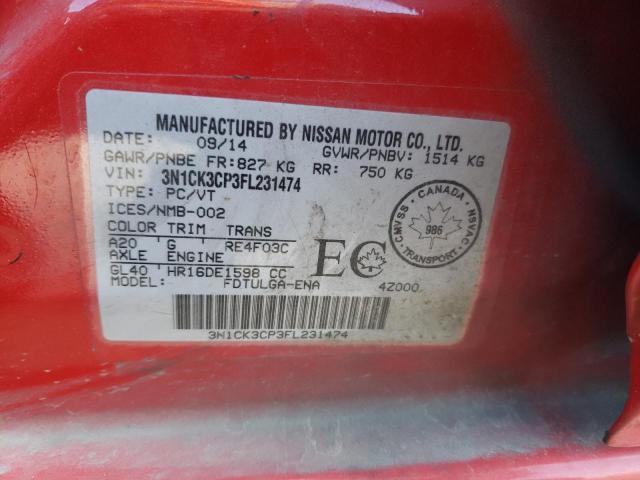 MANUFACTURED BY NISSAN MOTOR CO., LTD.
DATE: 09/14 GVWR/PNBV: 1514 KG
GAWR/PNBE FR:827 KG RR: 750 KG
VIN: 3N1CK3CP3FL231474
TYPE: PC/VT
ICES/NMB-002
COLOR TRIM TRANS
A20 G RE4F03C
AXLE ENGINE
GL40 HR16DE1598 CC
MODEL: FDTULGA-ENA 4Z000
EC
CANADA
CMVSS
NSVAC
986
TRANSPORT
3N1CK3CP3FL231474